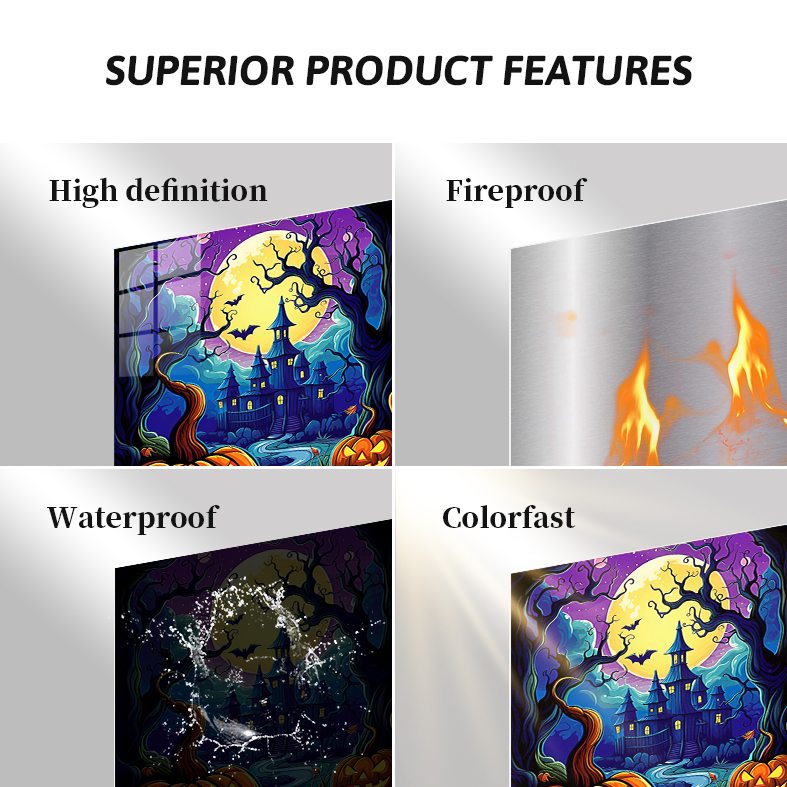 SUPERIOR PRODUCT FEATURES
High definition
Fireproof
Waterproof
Colorfast